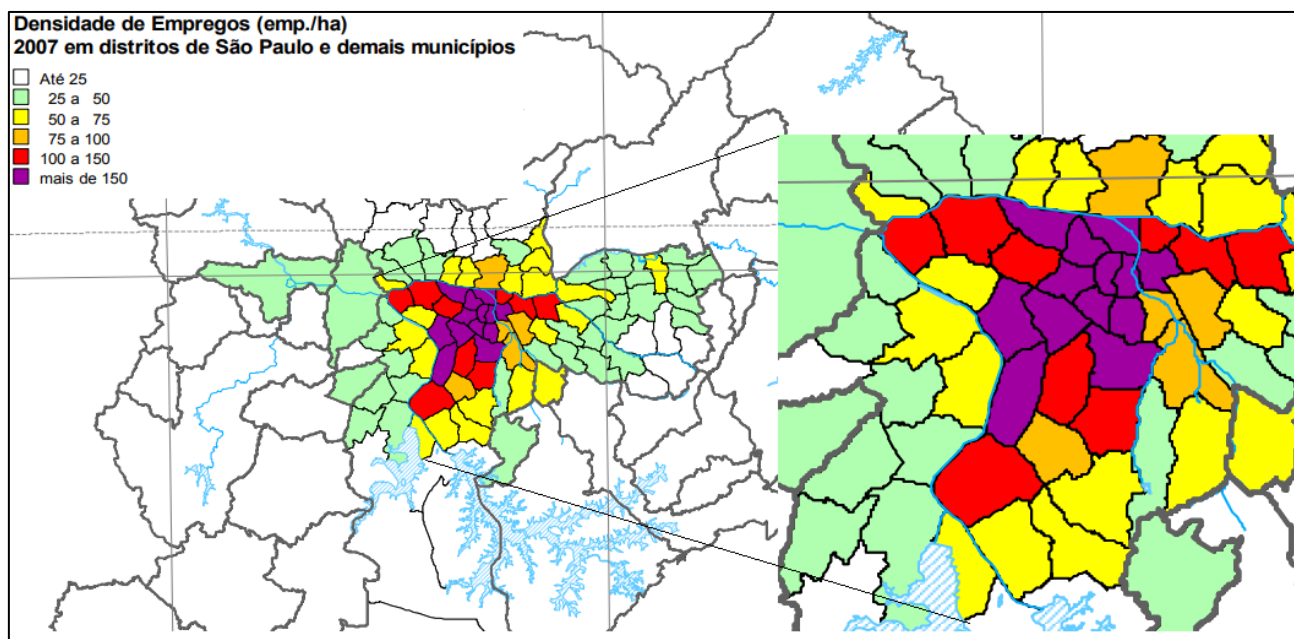 Densidade de Empregos (emp./ha)
2007 em distritos de São Paulo e demais municípios
Até 25
25 a 50
50 a 75
75 a 100
100 a 150
mais de 150